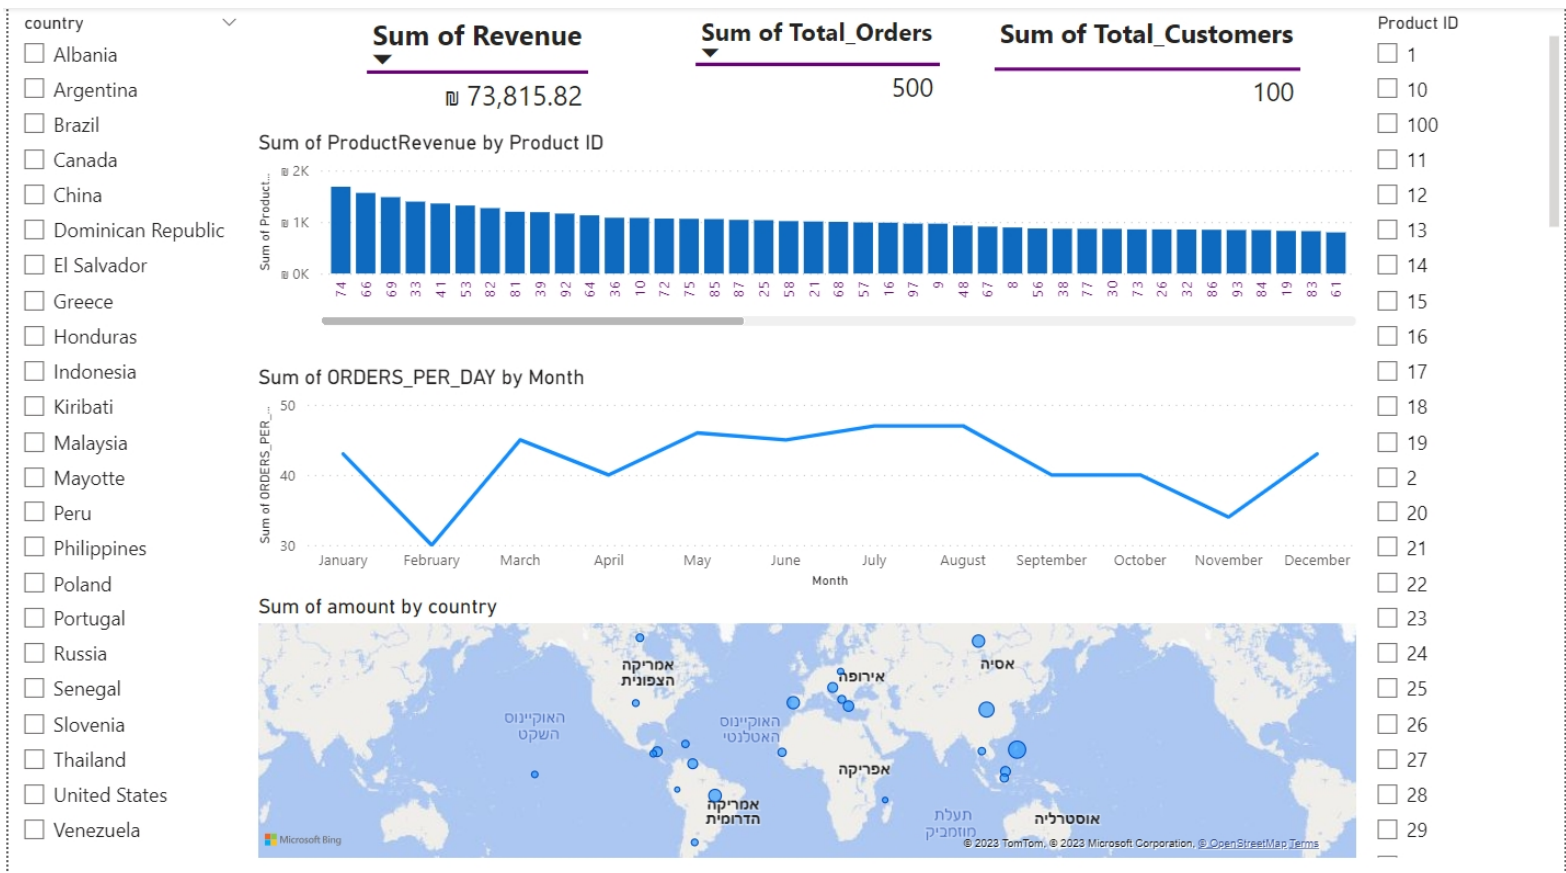 country
Albania
Argentina
Brazil
Canada
China
Dominican Republic
El Salvador
Greece
Honduras
Indonesia
Kiribati
Malaysia
Mayotte
Peru
Philippines
Poland
Portugal
Russia
Senegal
Slovenia
Thailand
United States
Venezuela
Sum of Revenue
₪ 73,815.82
Sum of Total_Orders
500
Sum of Total_Customers
100
Sum of ProductRevenue by Product ID
Sum of Product...
₪ 2K
₪ 1K
₪ 0K
74 66 69 33 41 53 82 81 39 92 64 36 10 72 75 85 87 25 58 21 68 57 16 97 9 48 67 8 56 38 77 30 73 26 32 86 93 84 19 83 61
Sum of ORDERS_PER_DAY by Month
Sum of ORDERS_PER_...
50
40
30
January February March April May June July August September October November December
Month
Sum of amount by country
אמריקה
הצפונית
אסיה
אירופה
האוקיינוס
השקט
האוקיינוס
האטלנטי
אפריקה
אמריקה
הדרומית
תעלת
מוזמביק
אוסטרליה
Microsoft Bing
© 2023 TomTom, © 2023 Microsoft Corporation, © OpenStreetMap Terms
Product ID
1
10
100
11
12
13
14
15
16
17
18
19
2
20
21
22
23
24
25
26
27
28
29